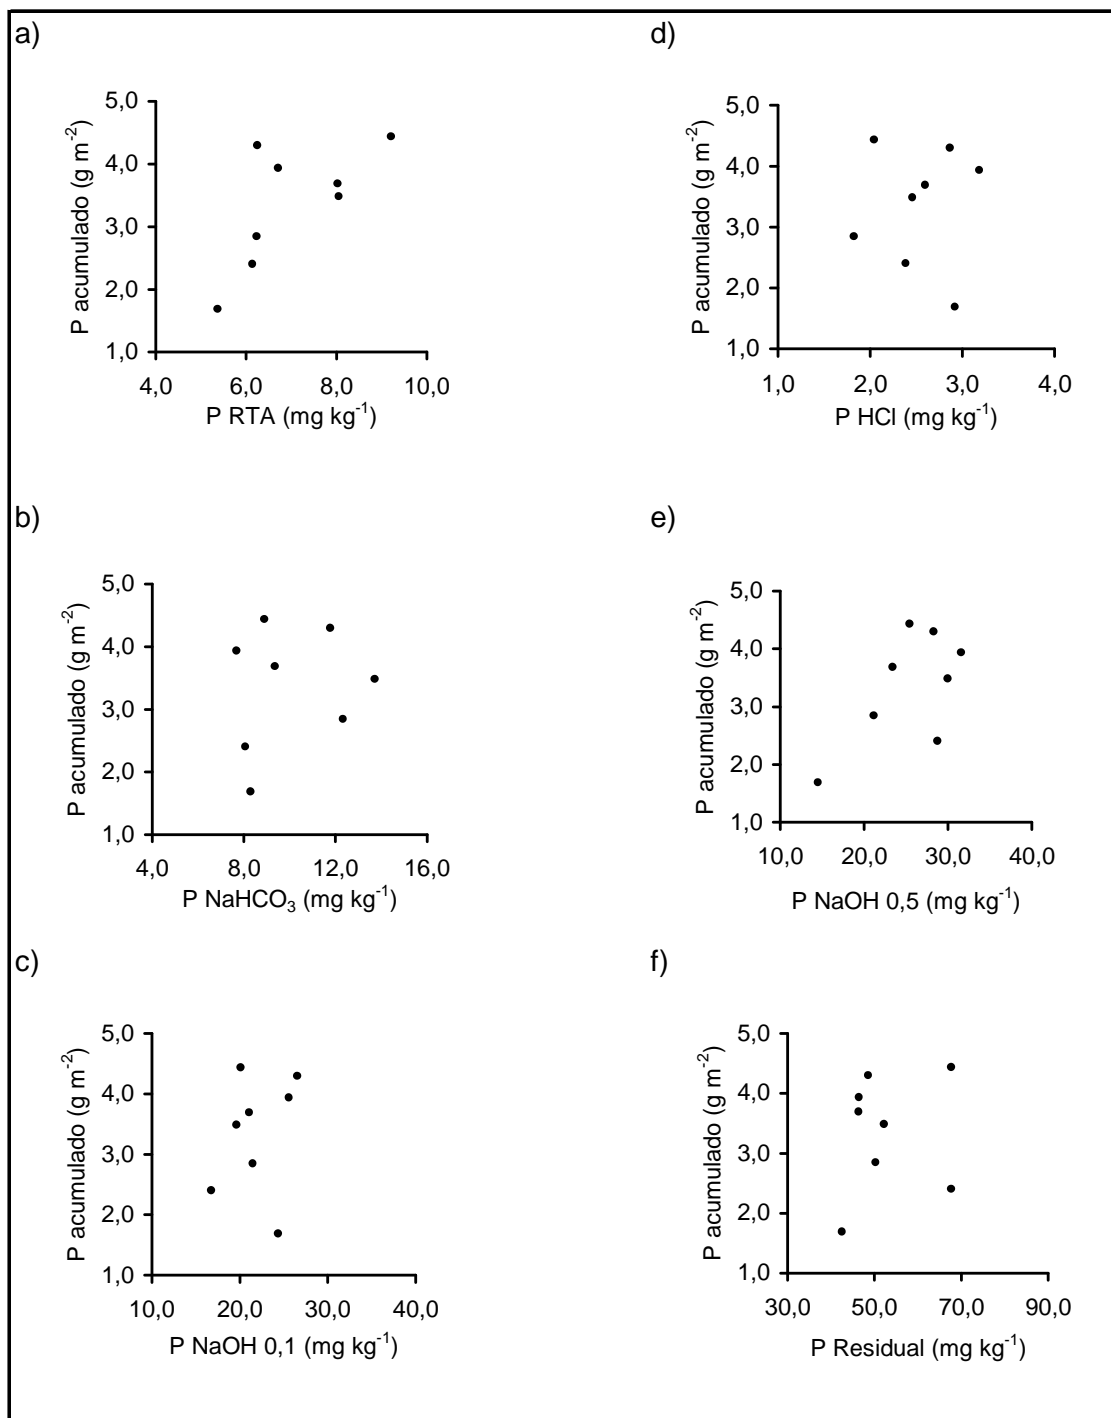 a)
P acumulado (g m⁻²)
5,0
4,0
3,0
2,0
1,0
4,0 6,0 8,0 10,0
P RTA (mg kg⁻¹)
d)
P acumulado (g m⁻²)
5,0
4,0
3,0
2,0
1,0
1,0 2,0 3,0 4,0
P HCl (mg kg⁻¹)
b)
P acumulado (g m⁻²)
5,0
4,0
3,0
2,0
1,0
4,0 8,0 12,0 16,0
P NaHCO₃ (mg kg⁻¹)
e)
P acumulado (g m⁻²)
5,0
4,0
3,0
2,0
1,0
10,0 20,0 30,0 40,0
P NaOH 0,5 (mg kg⁻¹)
c)
P acumulado (g m⁻²)
5,0
4,0
3,0
2,0
1,0
10,0 20,0 30,0 40,0
P NaOH 0,1 (mg kg⁻¹)
f)
P acumulado (g m⁻²)
5,0
4,0
3,0
2,0
1,0
30,0 50,0 70,0 90,0
P Residual (mg kg⁻¹)